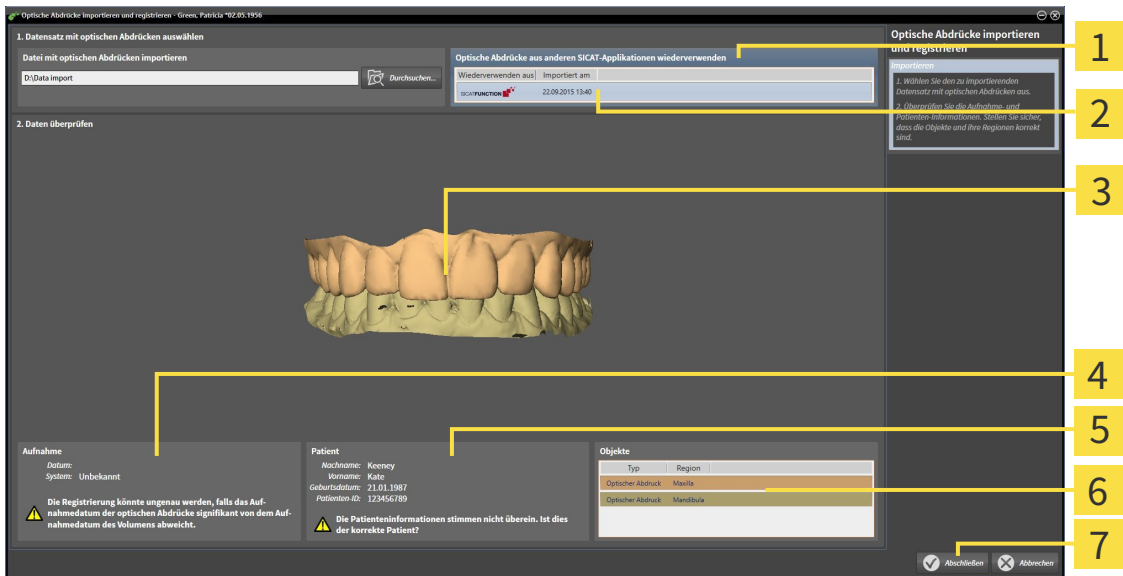 Optische Abdrücke importieren und registrieren - Green, Patricia *02.05.1956
1. Datensatz mit optischen Abdrücken auswählen
Datei mit optischen Abdrücken importieren
D:\Data import
Durchsuchen...
Optische Abdrücke aus anderen SICAT-Applikationen wiederverwenden
Wiederverwenden aus
Importiert am
SICATFUNCTION
22.09.2015 13:40
2. Daten überprüfen
Aufnahme
Datum:
System: Unbekannt
Die Registrierung könnte ungenau werden, falls das Auf-
nahmedatum der optischen Abdrücke signifikant von dem Auf-
nahmedatum des Volumens abweicht.
Patient
Nachname: Keeney
Vorname: Kate
Geburtsdatum: 21.01.1987
Patienten-ID: 123456789
Die Patienteninformationen stimmen nicht überein. Ist dies
der korrekte Patient?
Objekte
Typ
Region
Optischer Abdruck Maxilla
Optischer Abdruck Mandibula
Optische Abdrücke importieren
und registrieren
Importieren
1. Wählen Sie den zu importierenden
Datensatz mit optischen Abdrücken aus.
2. Überprüfen Sie die Aufnahme- und
Patienten-Informationen. Stellen Sie sicher,
dass die Objekte und ihre Regionen korrekt
sind.
Abschließen
Abbrechen
1
2
3
4
5
6
7